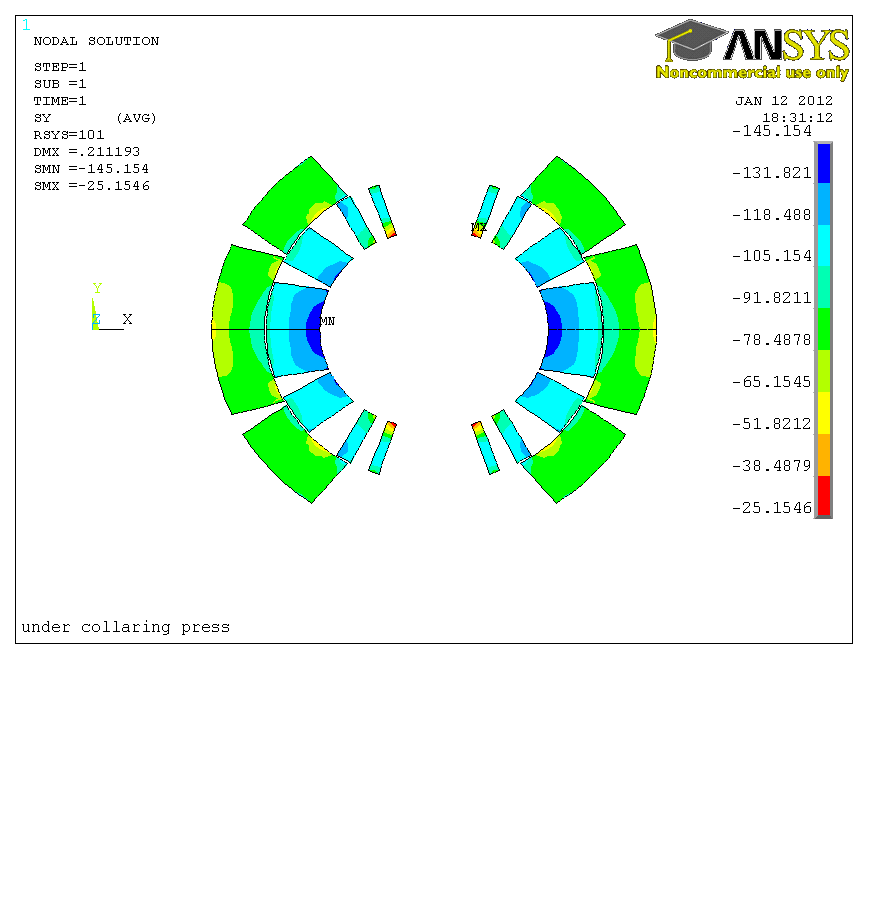 1
NODAL SOLUTION
STEP=1
SUB =1
TIME=1
SY (AVG)
RSYS=101
DMX =.211193
SMN =-145.154
SMX =-25.1546
ANSYS
Noncommercial use only
JAN 12 2012
18:31:12
-145.154
-131.821
-118.488
-105.154
-91.8211
-78.4878
-65.1545
-51.8212
-38.4879
-25.1546
MX
Y
Z X
MN
under collaring press